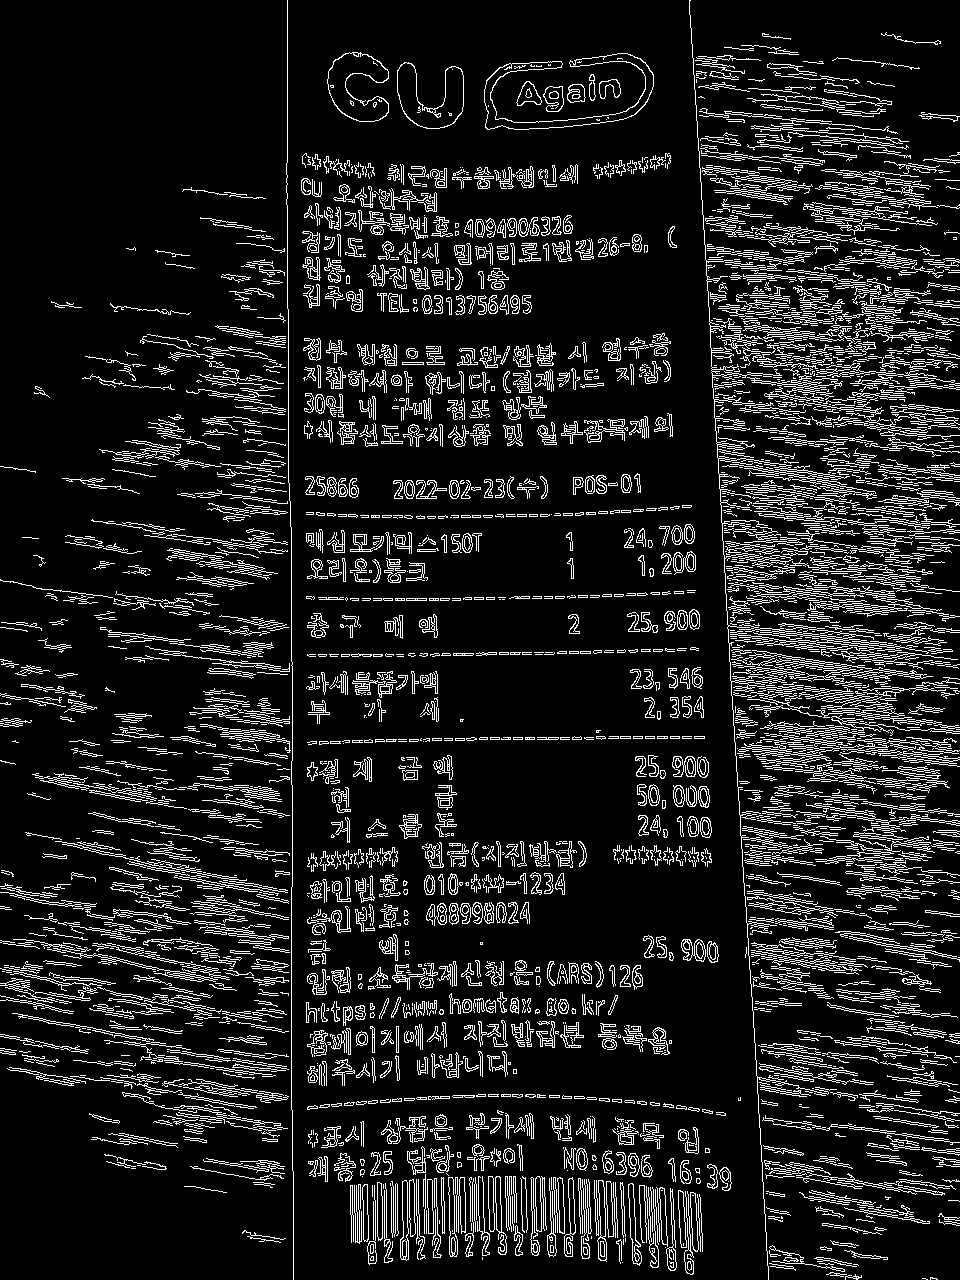 CU Again
****** 최근영수증발행인쇄 ******
CU 오산한주점
사업자등록번호:4094906326
경기도 오산시 밀머리로1번길26-8, (
원동, 삼진빌라) 1층
김주영 TEL:0313756495
정부 방침으로 교환/환불 시 영수증
지참하셔야 합니다.(결제카드 지참)
30일 내 구매 점포 방문
*식품선도유지상품 및 일부품목제외
25866 2022-02-23(수) POS-01
맥심모카믹스150T 1 24,700
오리온) 1 1,200
총 구 매 액 2 25,900
과세물품가액 23,546
부 가 세 2,354
*결 제 금 액 25,900
현 금 50,000
거 스 름 돈 24,100
******* 현금(자진발급) *******
확인번호: 010-***-1234
승인번호: 488998024
금 액: 25,900
알림:소득공제신청은;(ARS)126
https://www.hometax.go.kr/
홈페이지에서 자진발급분 등록을
해주시기 바랍니다.
*표시 상품은 부가세 면세 품목 임.
객층:25 담당:유*이 NO:6396 16:39
82022022325866016396